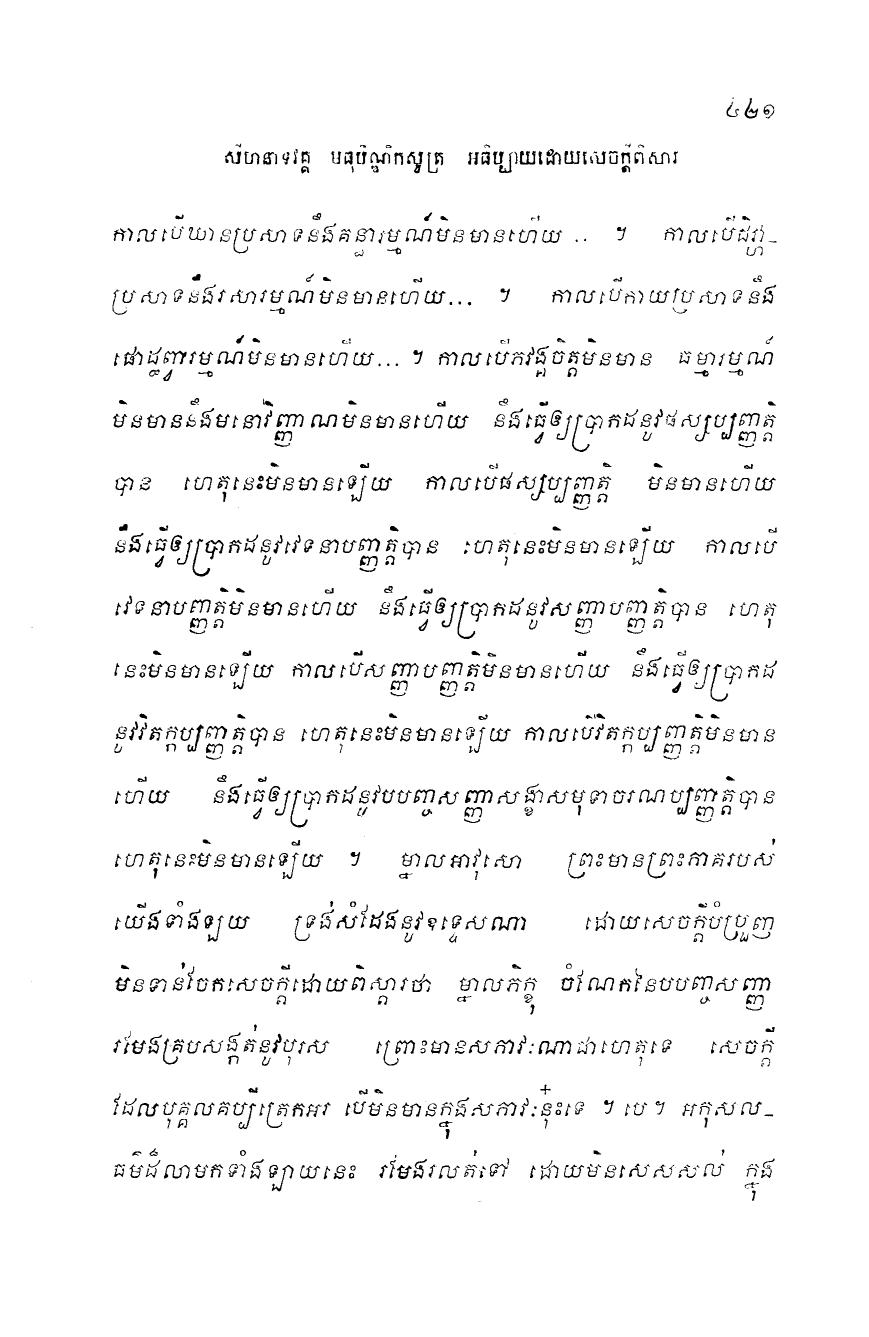 ៤២១
សីហនាទវគ្គ មធុបិណ្ឌិកសូត្រ អធិប្បាយដោយសេចក្តីពិសារ
កាលបើឃានប្រសាទនឹងគន្ធារម្មណ៍មិនមានហើយ .. ។ កាលបើជិវ្ហា-
ប្រសាទនឹងរសារម្មណ៍មិនមានហើយ... ។ កាលបើកាយប្រសាទនឹង
ផោដ្ឋព្វារម្មណ៍មិនមានហើយ... ។ កាលបើភវង្គចិត្តមិនមាន ធម្មារម្មណ៍
មិនមាននឹងមនោវិញ្ញាណមិនមានហើយ នឹងធ្វើឲ្យប្រាកដនូវផស្សប្បញ្ញត្តិ
បាន ហេតុនេះមិនមានឡើយ កាលបើផស្សប្បញ្ញត្តិ មិនមានហើយ
នឹងធ្វើឲ្យប្រាកដនូវវេទនាបញ្ញត្តិបាន ហេតុនេះមិនមានឡើយ កាលបើ
វេទនាបញ្ញត្តិមិនមានហើយ នឹងធ្វើឲ្យប្រាកដនូវសញ្ញាបញ្ញត្តិបាន ហេតុ
នេះមិនមានឡើយ កាលបើសញ្ញាបញ្ញត្តិមិនមានហើយ នឹងធ្វើឲ្យប្រាកដ
នូវវិតក្កប្បញ្ញត្តិបាន ហេតុនេះមិនមានឡើយ កាលបើវិតក្កប្បញ្ញត្តិមិនមាន
ហើយ នឹងធ្វើឲ្យប្រាកដនូវបបញ្ចសញ្ញាសង្ខាសមុទាចរណប្បញ្ញត្តិបាន
ហេតុនេះមិនមានឡើយ ។ ម្នាលអាវុសោ ព្រះមានព្រះភាគរបស់
យើងទាំងឡយ ទ្រង់សំដែងនូវឧទ្ទេសណា ដោយសេចក្តីបំប្រួញ
មិនទាន់ចែកសេចក្តីដោយពិស្តារថា ម្នាលភិក្ខុ ចំណែកនៃបបញ្ចសញ្ញា
រមែងគ្របសង្កត់នូវបុរស ព្រោះមានសភាវៈណាជាហេតុទេ សេចក្តី
ដែលបុគ្គលគប្បីត្រេកអរ បើមិនមានក្នុងសភាវៈនុ៎ះទេ ។ បេ ។ អកុសល-
ធម៌ដ៏លាមកទាំងឡាយនេះ រមែងរលត់ទៅ ដោយមិនសេសសល់ ក្នុង